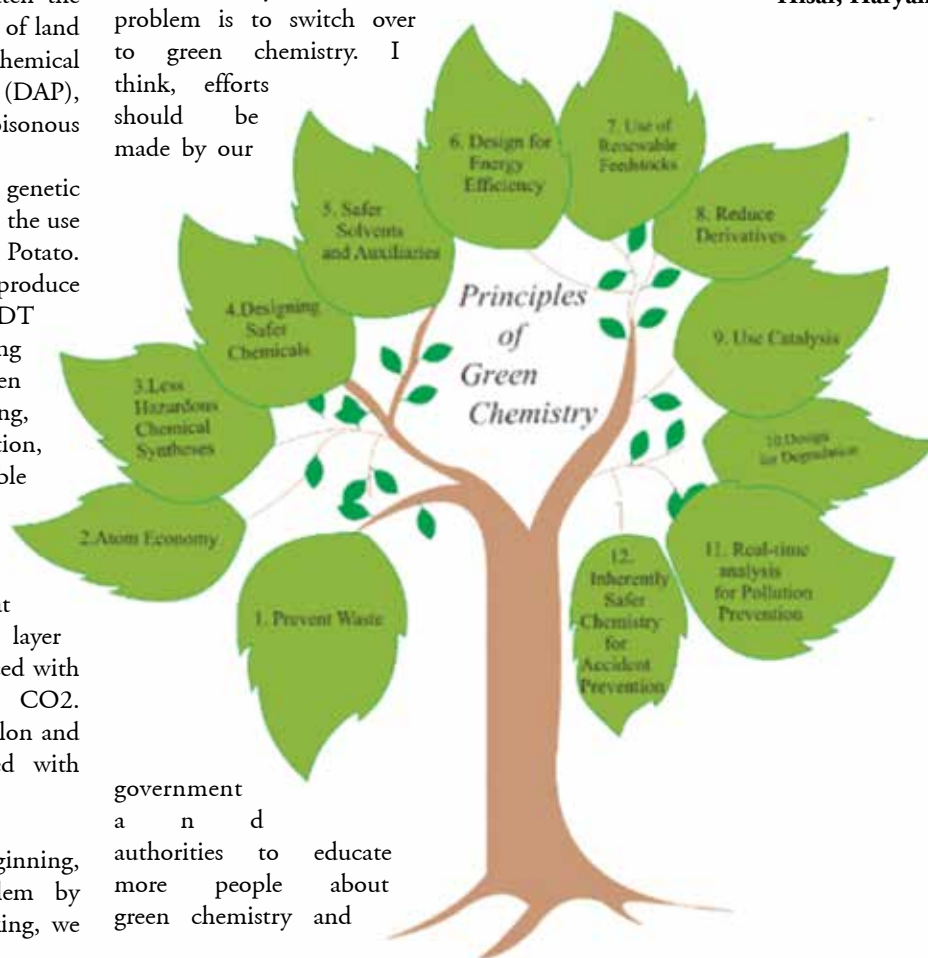 of land
hemical
(DAP),
isonous
genetic
the use
Potato.
produce
DT
ng
en
ng,
tion,
ble
at
layer
ed with
CO2.
lon and
ed with
ginning,
lem by
king, we
problem is to switch over
to green chemistry. I
think, efforts
should be
made by our
government
a n d
authorities to educate
more people about
green chemistry and
Principles
of
Green
Chemistry
1. Prevent Waste
2.Atom Economy
3.Less
Hazardous
Chemical
Syntheses
4.Designing
Safer
Chemicals
5. Safer
Solvents
and Auxiliaries
6. Design for
Energy
Efficiency
7. Use of
Renewable
Feedstocks
8. Reduce
Derivatives
9. Use Catalysis
10.Design
for Degradation
11. Real-time
analysis
for Pollution
Prevention
12.
Inherently
Safer
Chemistry
for
Accident
Prevention